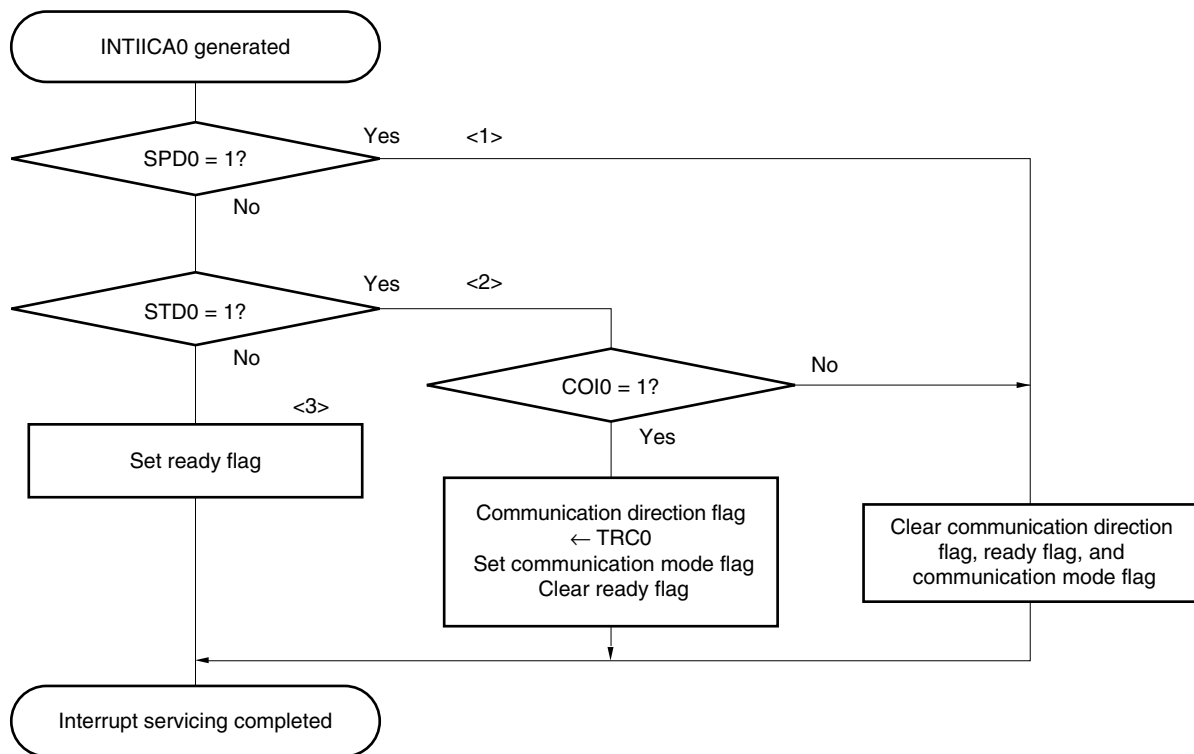 INTIICA0 generated
Yes
<1>
SPD0 = 1?
No
Yes
<2>
STD0 = 1?
No
COI0 = 1?
No
<3>
Yes
Set ready flag
Communication direction flag
← TRC0
Set communication mode flag
Clear ready flag
Clear communication direction
flag, ready flag, and
communication mode flag
Interrupt servicing completed